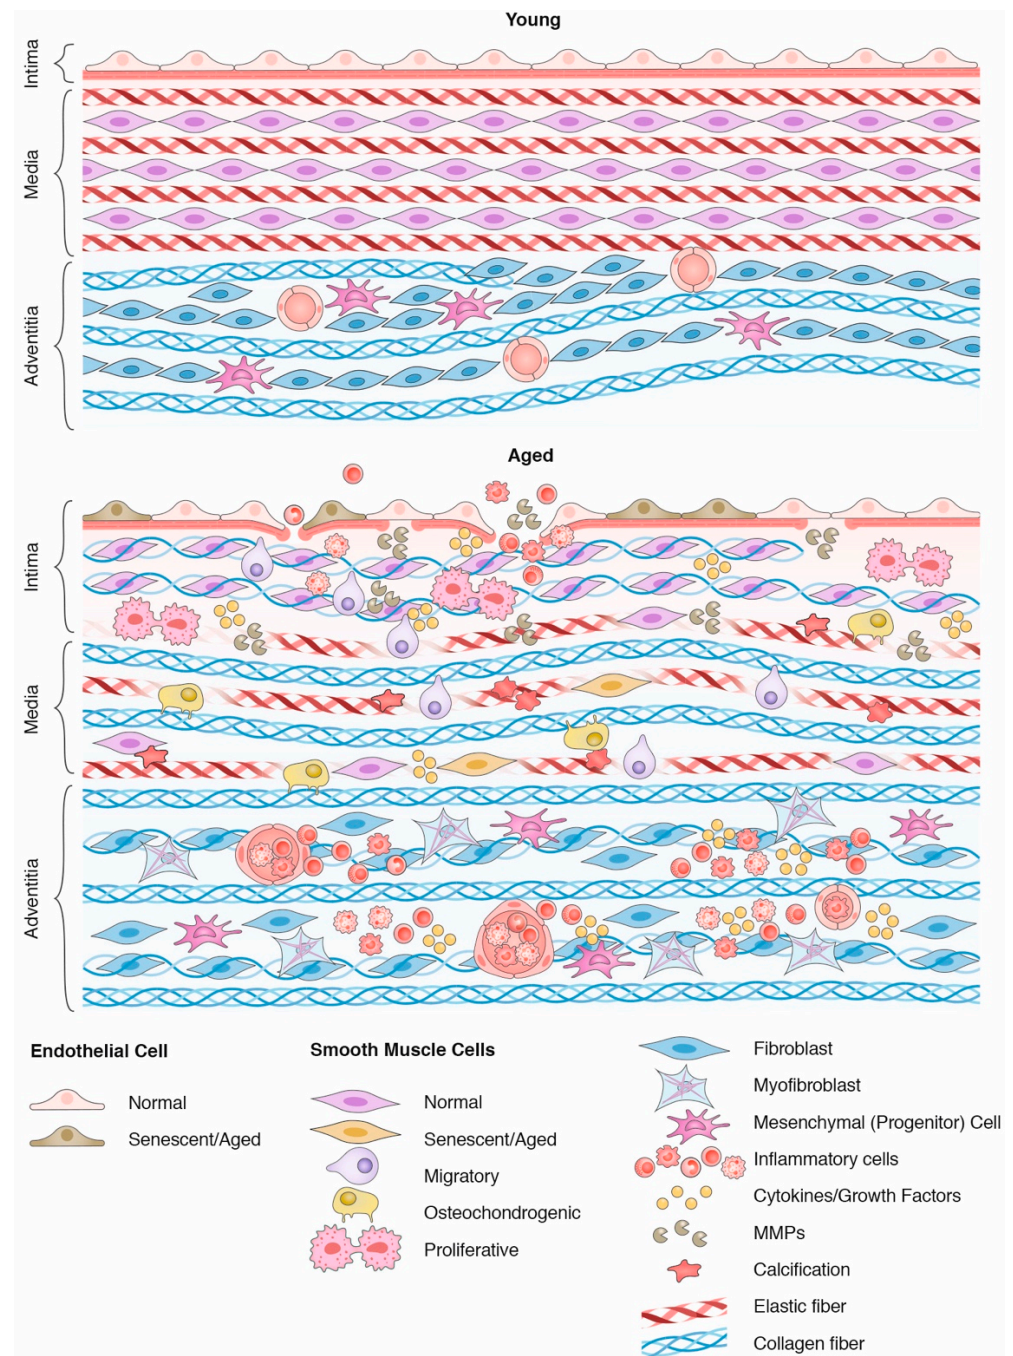 Young
Intima
Media
Adventitia
Aged
Intima
Media
Adventitia
Endothelial Cell
Normal
Senescent/Aged
Smooth Muscle Cells
Normal
Senescent/Aged
Migratory
Osteochondrogenic
Proliferative
Fibroblast
Myofibroblast
Mesenchymal (Progenitor) Cell
Inflammatory cells
Cytokines/Growth Factors
MMPs
Calcification
Elastic fiber
Collagen fiber